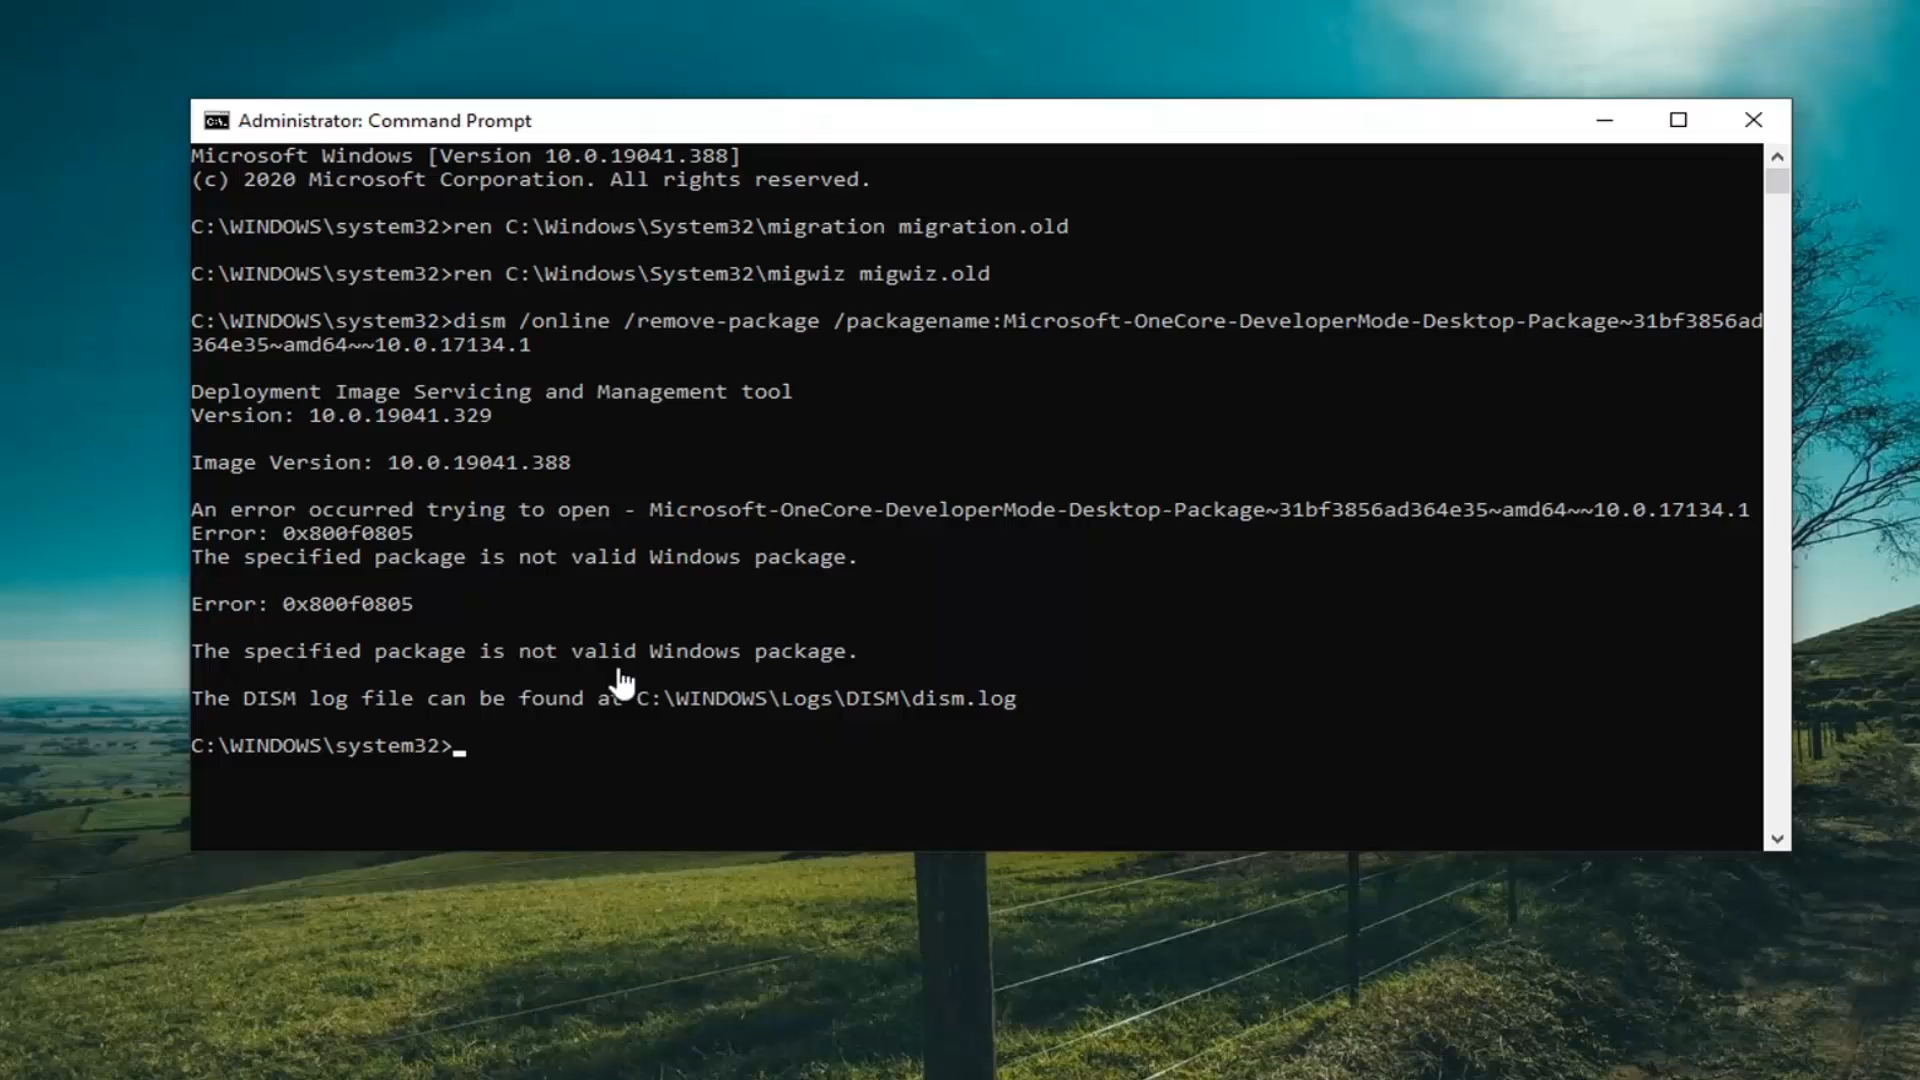 Administrator: Command Prompt
Microsoft Windows [Version 10.0.19041.388]
(c) 2020 Microsoft Corporation. All rights reserved.
C:\WINDOWS\system32>ren C:\Windows\System32\migration migration.old
C:\WINDOWS\system32>ren C:\Windows\System32\migwiz migwiz.old
C:\WINDOWS\system32>dism /online /remove-package /packagename:Microsoft-OneCore-DeveloperMode-Desktop-Package~31bf3856ad
364e35~amd64~~10.0.17134.1
Deployment Image Servicing and Management tool
Version: 10.0.19041.329
Image Version: 10.0.19041.388
An error occurred trying to open - Microsoft-OneCore-DeveloperMode-Desktop-Package~31bf3856ad364e35~amd64~~10.0.17134.1
Error: 0x800f0805
The specified package is not valid Windows package.
Error: 0x800f0805
The specified package is not valid Windows package.
The DISM log file can be found at C:\WINDOWS\Logs\DISM\dism.log
C:\WINDOWS\system32>